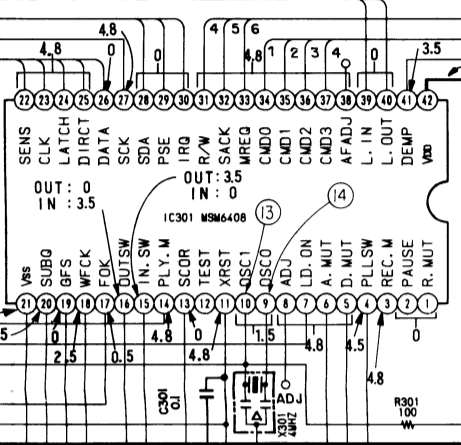 4.8
4.8
0
0
4 5 6
4.8
1 2 3 4
0
3.5
22 23 24 25 26 27 28 29 30 31 32 33 34 35 36 37 38 39 40 41 42
SENS CLK LATCH DIRCT DATA SCK SDA PSE IRQ R/W SACK MREQ CMD0 CMD1 CMD2 CMD3 AFADJ L.IN L.OUT DEMP VDD
OUT: 0
IN : 3.5
OUT: 3.5
IN : 0
IC301 MSM6408
13
14
Vss SUBQ GFS WFCK FOK OUTSW IN.SW PLY.M SCOR TEST XRST OSC1 OSCO ADJ LD.ON A.MUT D.MUT PLLSW REC.M PAUSE R.MUT
21 20 19 18 17 16 15 14 13 12 11 10 9 8 7 6 5 4 3 2 1
.5
0
2.5
0.5
4.8
0
4.8
1.5
4.8
4.5
4.8
0
C301
0.1
X301
4MHZ
ADJ
R301
100